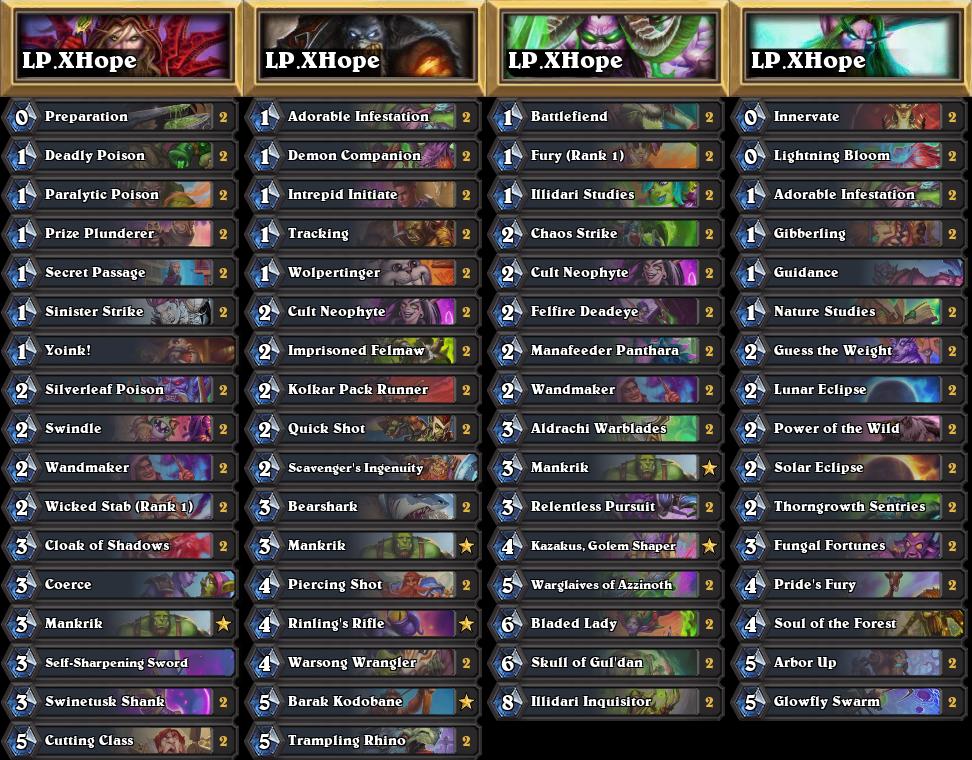 LP.XHope
0 Preparation 2
1 Deadly Poison 2
1 Paralytic Poison 2
1 Prize Plunderer 2
1 Secret Passage 2
1 Sinister Strike 2
1 Yoink!
2 Silverleaf Poison 2
2 Swindle 2
2 Wandmaker 2
2 Wicked Stab (Rank 1) 2
3 Cloak of Shadows 2
3 Coerce
3 Mankrik
3 Self-Sharpening Sword
3 Swinetusk Shank 2
5 Cutting Class 2
LP.XHope
1 Adorable Infestation 2
1 Demon Companion 2
1 Intrepid Initiate 2
1 Tracking 2
1 Wolpertinger 2
2 Cult Neophyte 2
2 Imprisoned Felmaw 2
2 Kolkar Pack Runner 2
2 Quick Shot 2
2 Scavenger's Ingenuity
3 Bearshark 2
3 Mankrik
4 Piercing Shot 2
4 Rinling's Rifle
4 Warsong Wrangler 2
5 Barak Kodobane
5 Trampling Rhino 2
LP.XHope
1 Battlefiend 2
1 Fury (Rank 1) 2
1 Illidari Studies 2
2 Chaos Strike 2
2 Cult Neophyte 2
2 Felfire Deadeye 2
2 Manafeeder Panthara 2
2 Wandmaker 2
3 Aldrachi Warblades 2
3 Mankrik
3 Relentless Pursuit 2
4 Kazakus, Golem Shaper
5 Warglaives of Azzinoth 2
6 Bladed Lady 2
6 Skull of Gul'dan 2
8 Illidari Inquisitor 2
LP.XHope
0 Innervate 2
0 Lightning Bloom 2
1 Adorable Infestation 2
1 Gibberling 2
1 Guidance
1 Nature Studies 2
2 Guess the Weight 2
2 Lunar Eclipse 2
2 Power of the Wild 2
2 Solar Eclipse 2
2 Thorngrowth Sentries 2
3 Fungal Fortunes 2
4 Pride's Fury 2
4 Soul of the Forest
5 Arbor Up 2
5 Glowfly Swarm 2